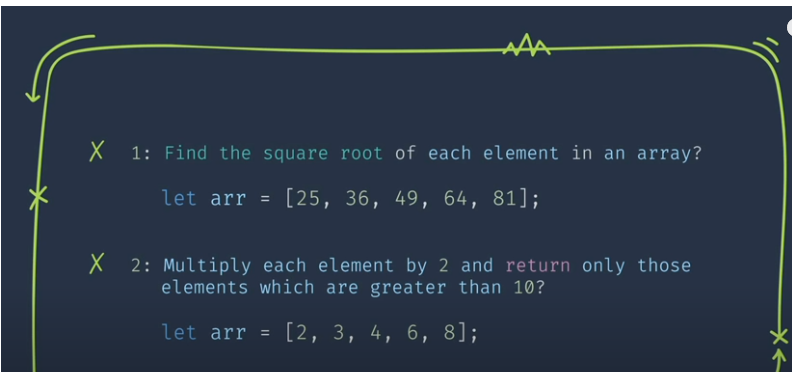 1: Find the square root of each element in an array?
let arr = [25, 36, 49, 64, 81];
2: Multiply each element by 2 and return only those
elements which are greater than 10?
let arr = [2, 3, 4, 6, 8];